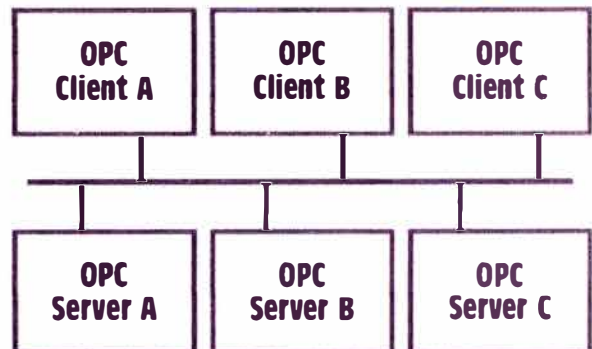 OPC
Client A
OPC
Client B
OPC
Client C
OPC
Server A
OPC
Server B
OPC
Server C